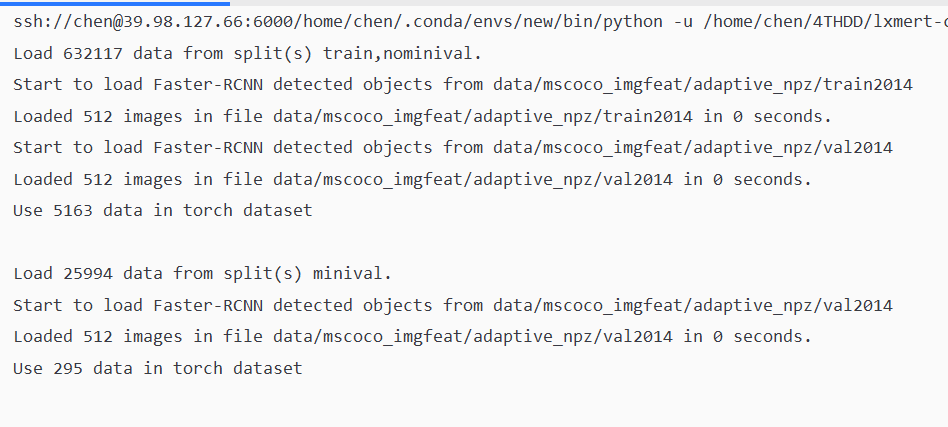 ssh://chen@39.98.127.66:6000/home/chen/.conda/envs/new/bin/python -u /home/chen/4THDD/lxmert-
Load 632117 data from split(s) train,nominival.
Start to load Faster-RCNN detected objects from data/mscoco_imgfeat/adaptive_npz/train2014
Loaded 512 images in file data/mscoco_imgfeat/adaptive_npz/train2014 in 0 seconds.
Start to load Faster-RCNN detected objects from data/mscoco_imgfeat/adaptive_npz/val2014
Loaded 512 images in file data/mscoco_imgfeat/adaptive_npz/val2014 in 0 seconds.
Use 5163 data in torch dataset
Load 25994 data from split(s) minival.
Start to load Faster-RCNN detected objects from data/mscoco_imgfeat/adaptive_npz/val2014
Loaded 512 images in file data/mscoco_imgfeat/adaptive_npz/val2014 in 0 seconds.
Use 295 data in torch dataset